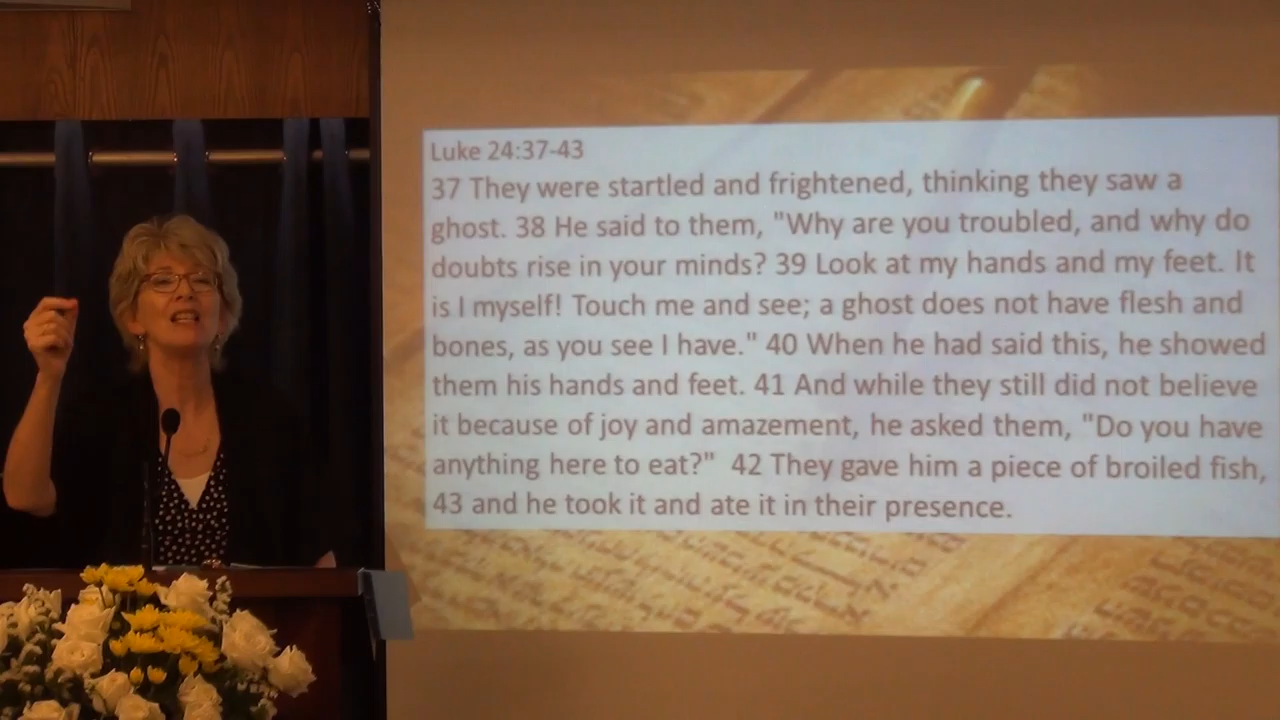 Luke 24:37-43
37 They were startled and frightened, thinking they saw a
ghost. 38 He said to them, "Why are you troubled, and why do
doubts rise in your minds? 39 Look at my hands and my feet. It
is I myself! Touch me and see; a ghost does not have flesh and
bones, as you see I have." 40 When he had said this, he showed
them his hands and feet. 41 And while they still did not believe
it because of joy and amazement, he asked them, "Do you have
anything here to eat?"  42 They gave him a piece of broiled fish,
43 and he took it and ate it in their presence.